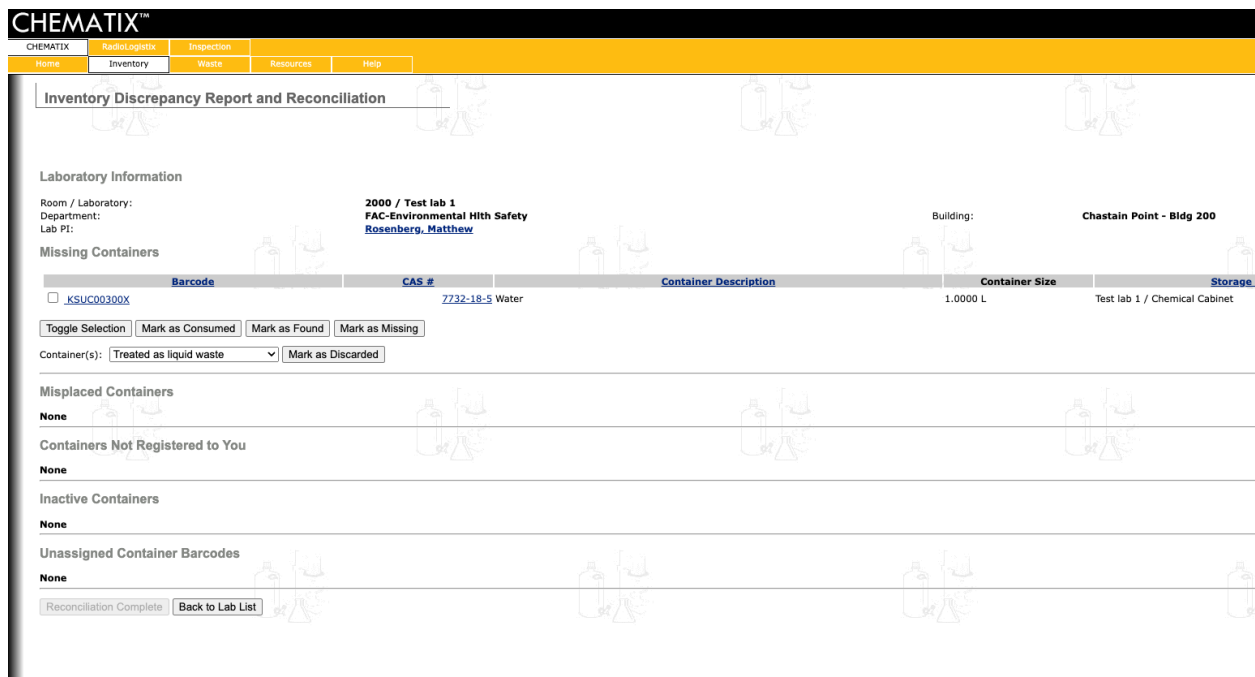 CHEMATIX™
CHEMATIX RadioLogistix Inspection
Home Inventory Waste Resources Help
Inventory Discrepancy Report and Reconciliation
Laboratory Information
Room / Laboratory: 2000 / Test lab 1
Department: FAC-Environmental Hlth Safety Building: Chastain Point - Bldg 200
Lab PI: Rosenberg, Matthew
Missing Containers
Barcode CAS # Container Description Container Size Storage
KSUC00300X 7732-18-5 Water 1.0000 L Test lab 1 / Chemical Cabinet
Toggle Selection Mark as Consumed Mark as Found Mark as Missing
Container(s): Treated as liquid waste Mark as Discarded
Misplaced Containers
None
Containers Not Registered to You
None
Inactive Containers
None
Unassigned Container Barcodes
None
Reconciliation Complete Back to Lab List